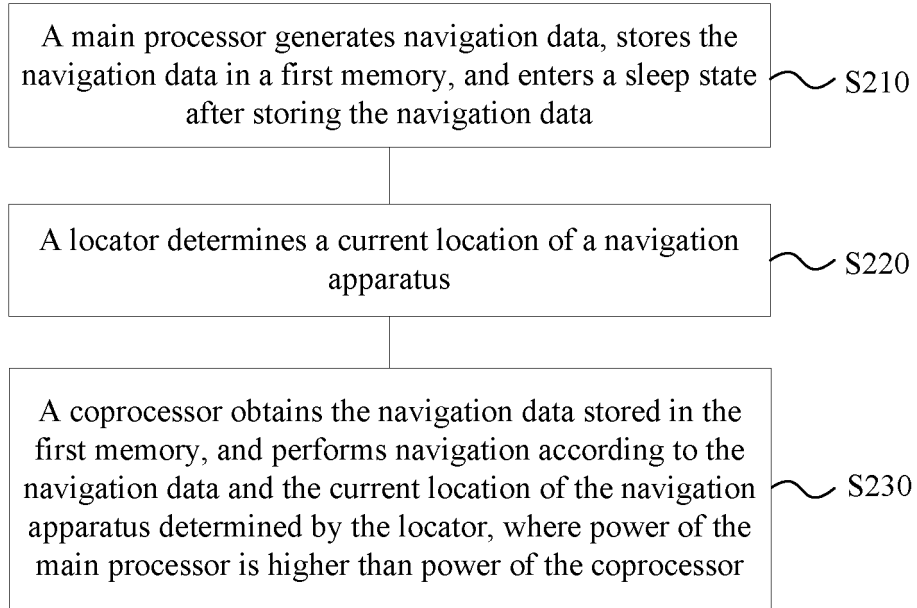 A main processor generates navigation data, stores the
navigation data in a first memory, and enters a sleep state
after storing the navigation data
S210
A locator determines a current location of a navigation
apparatus
S220
A coprocessor obtains the navigation data stored in the
first memory, and performs navigation according to the
navigation data and the current location of the navigation
apparatus determined by the locator, where power of the
main processor is higher than power of the coprocessor
S230